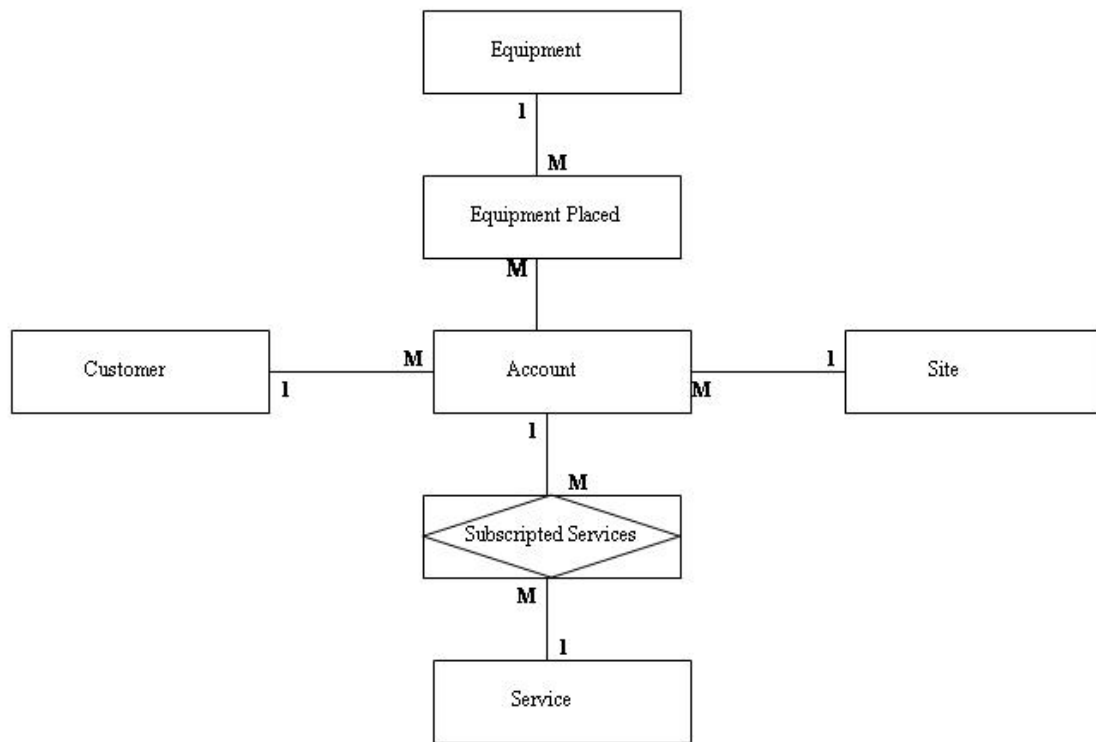 Equipment
1
M
Equipment Placed
M
Customer
1
M
Account
M
1
Site
1
M
Subscripted Services
M
1
Service